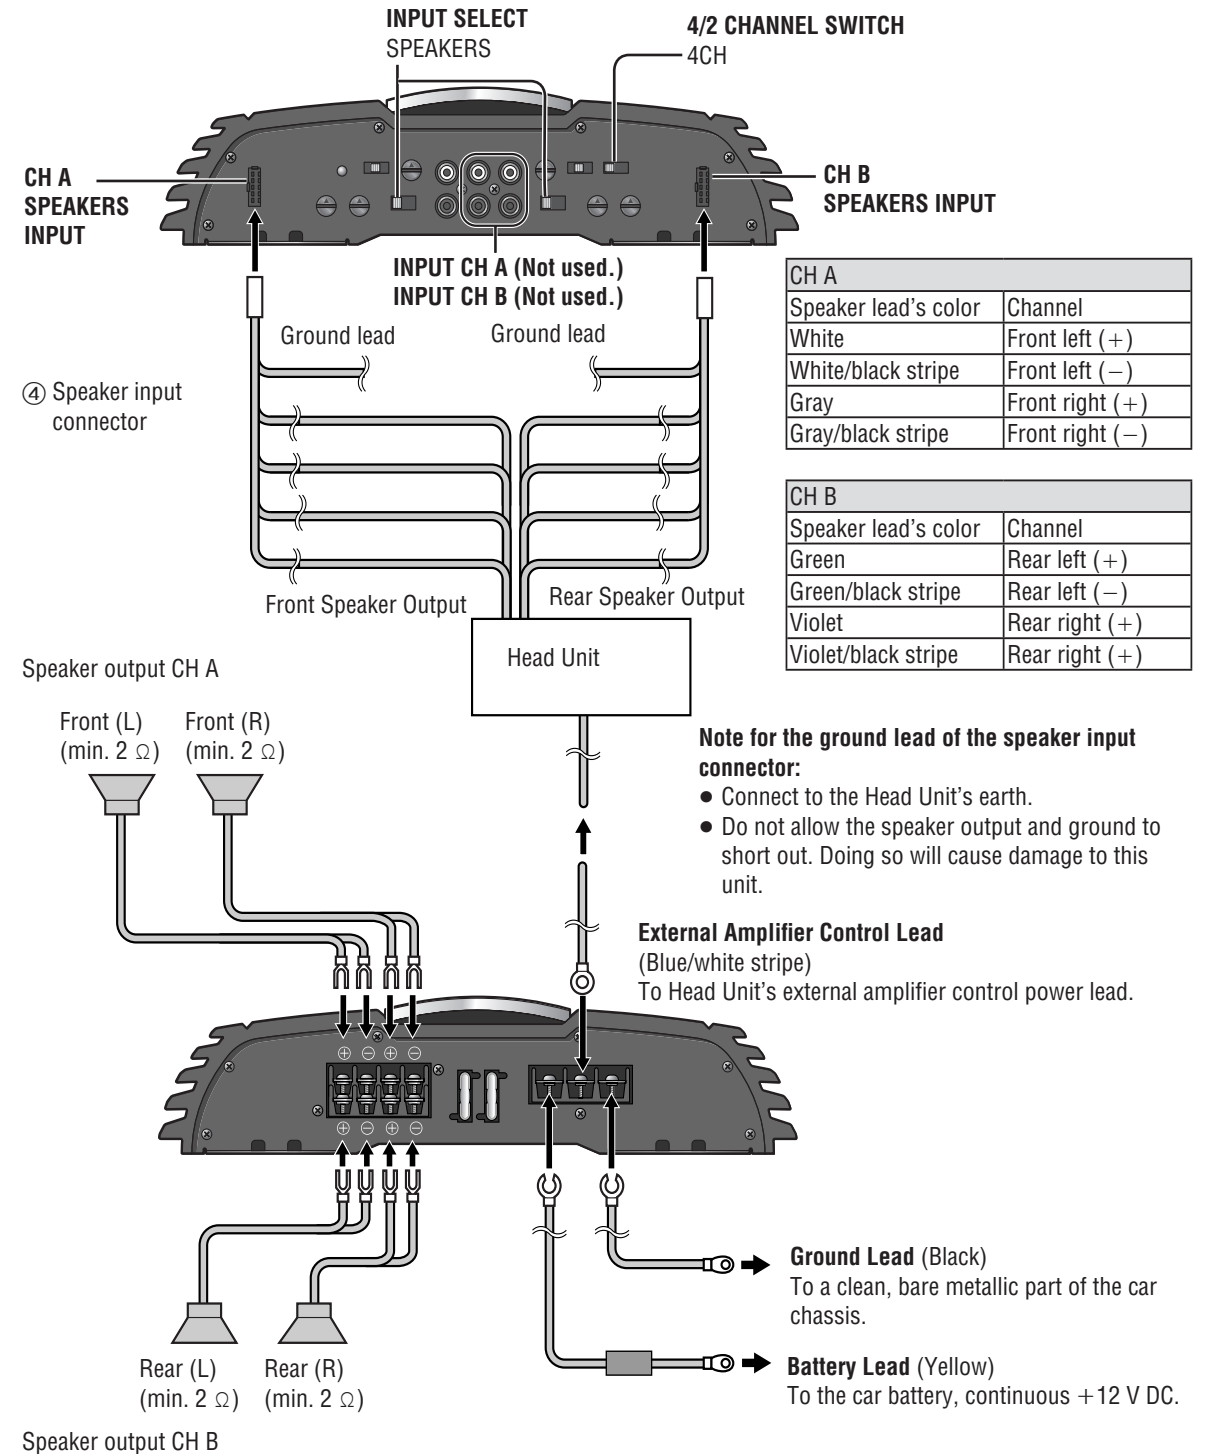 INPUT SELECT
SPEAKERS
4/2 CHANNEL SWITCH
4CH
CH A
SPEAKERS
INPUT
CH B
SPEAKERS INPUT
INPUT CH A (Not used.)
INPUT CH B (Not used.)
Ground lead
Ground lead
④ Speaker input
connector
CH A
Speaker lead's color Channel
White Front left (+)
White/black stripe Front left (−)
Gray Front right (+)
Gray/black stripe Front right (−)
CH B
Speaker lead's color Channel
Green Rear left (+)
Green/black stripe Rear left (−)
Violet Rear right (+)
Violet/black stripe Rear right (+)
Front Speaker Output
Rear Speaker Output
Head Unit
Speaker output CH A
Front (L)
(min. 2 Ω)
Front (R)
(min. 2 Ω)
Note for the ground lead of the speaker input
connector:
● Connect to the Head Unit's earth.
● Do not allow the speaker output and ground to
short out. Doing so will cause damage to this
unit.
External Amplifier Control Lead
(Blue/white stripe)
To Head Unit's external amplifier control power lead.
⊕ ⊖ ⊕ ⊖
⊕ ⊖ ⊕ ⊖
Ground Lead (Black)
To a clean, bare metallic part of the car
chassis.
Battery Lead (Yellow)
To the car battery, continuous +12 V DC.
Rear (L)
(min. 2 Ω)
Rear (R)
(min. 2 Ω)
Speaker output CH B